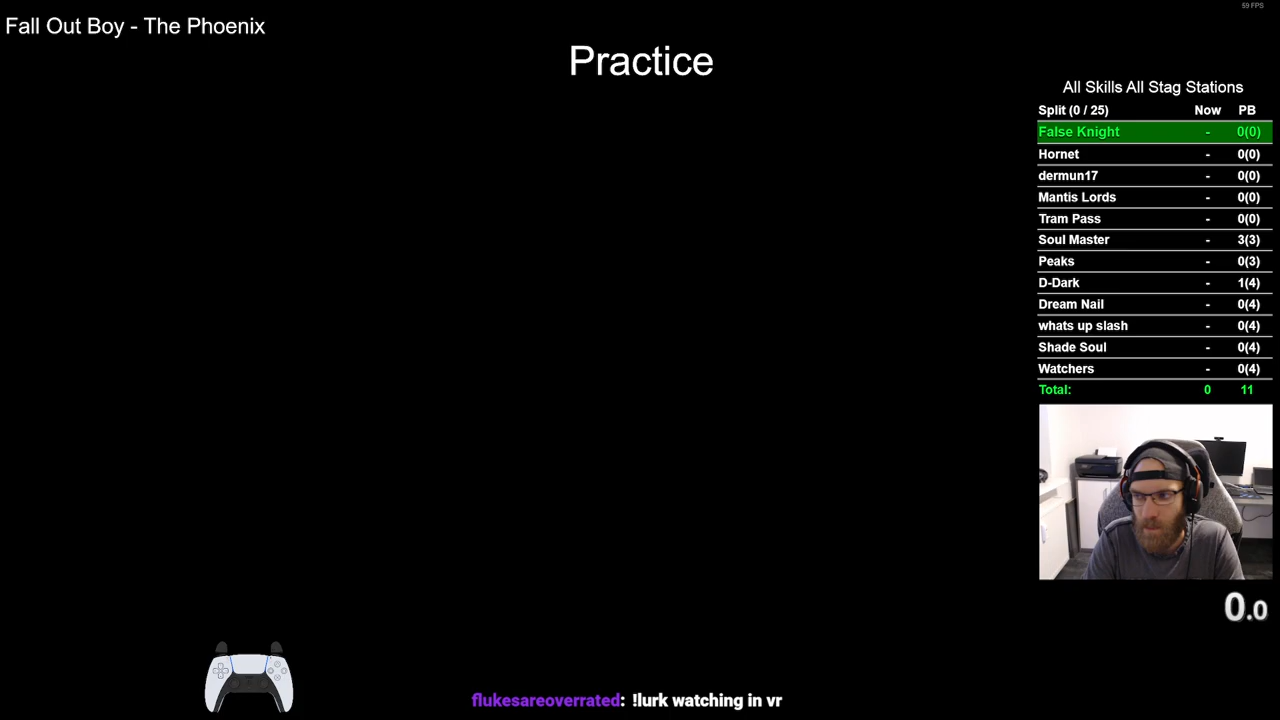 59 FPS
Fall Out Boy - The Phoenix
Practice
All Skills All Stag Stations
Split (0 / 25) Now PB
False Knight - 0(0)
Hornet - 0(0)
dermun17 - 0(0)
Mantis Lords - 0(0)
Tram Pass - 0(0)
Soul Master - 3(3)
Peaks - 0(3)
D-Dark - 1(4)
Dream Nail - 0(4)
whats up slash - 0(4)
Shade Soul - 0(4)
Watchers - 0(4)
Total: 0 11
0.0
flukesareoverrated: !lurk watching in vr